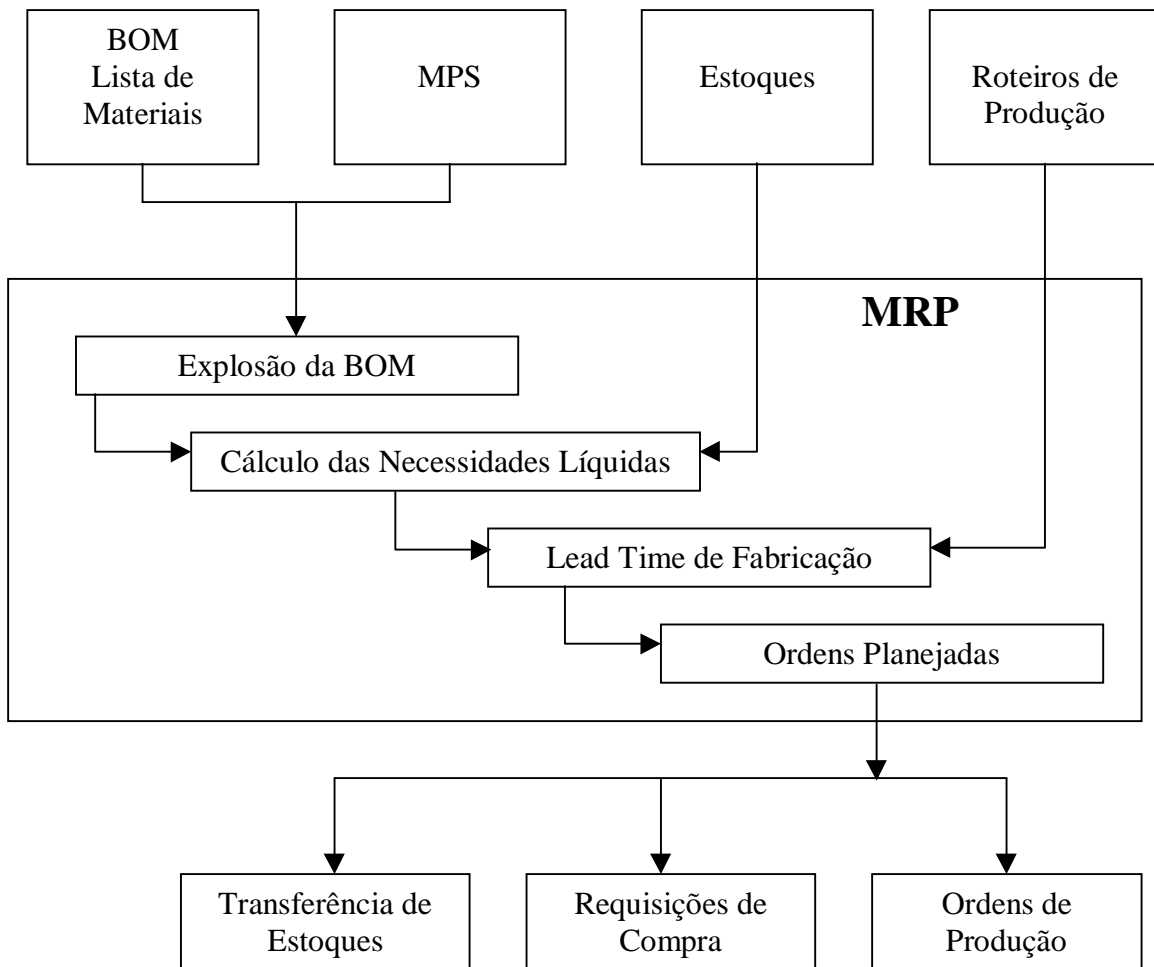 BOM
Lista de
Materiais
MPS
Estoques
Roteiros de
Produção
MRP
Explosão da BOM
Cálculo das Necessidades Líquidas
Lead Time de Fabricação
Ordens Planejadas
Transferência de
Estoques
Requisições de
Compra
Ordens de
Produção